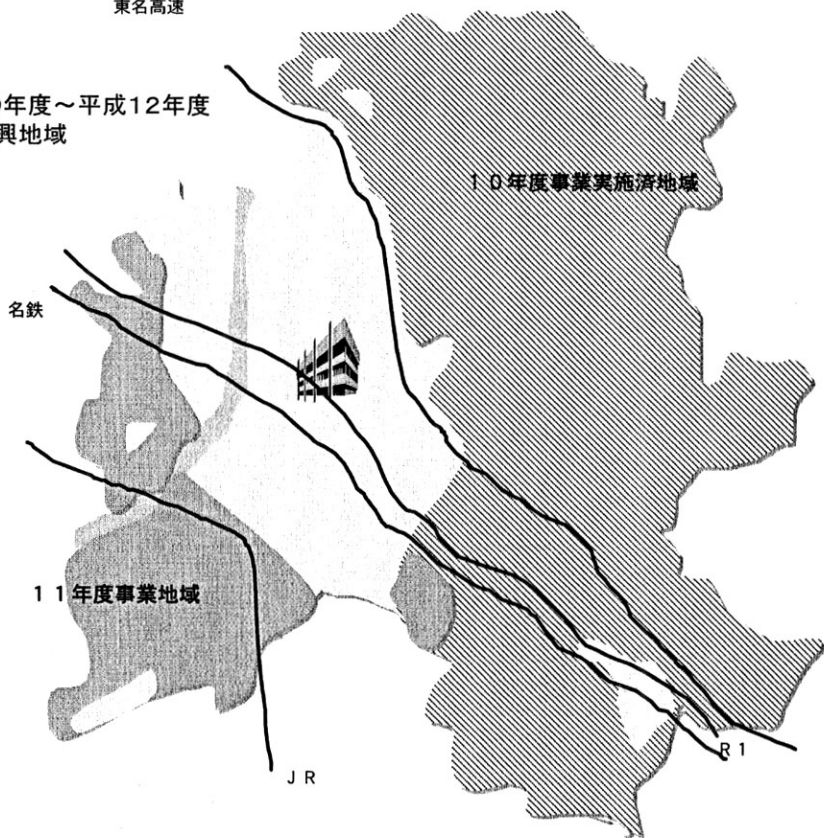 東名高速
年度～平成12年度
興地域
10年度事業実施済地域
名鉄
11年度事業地域
R1
JR